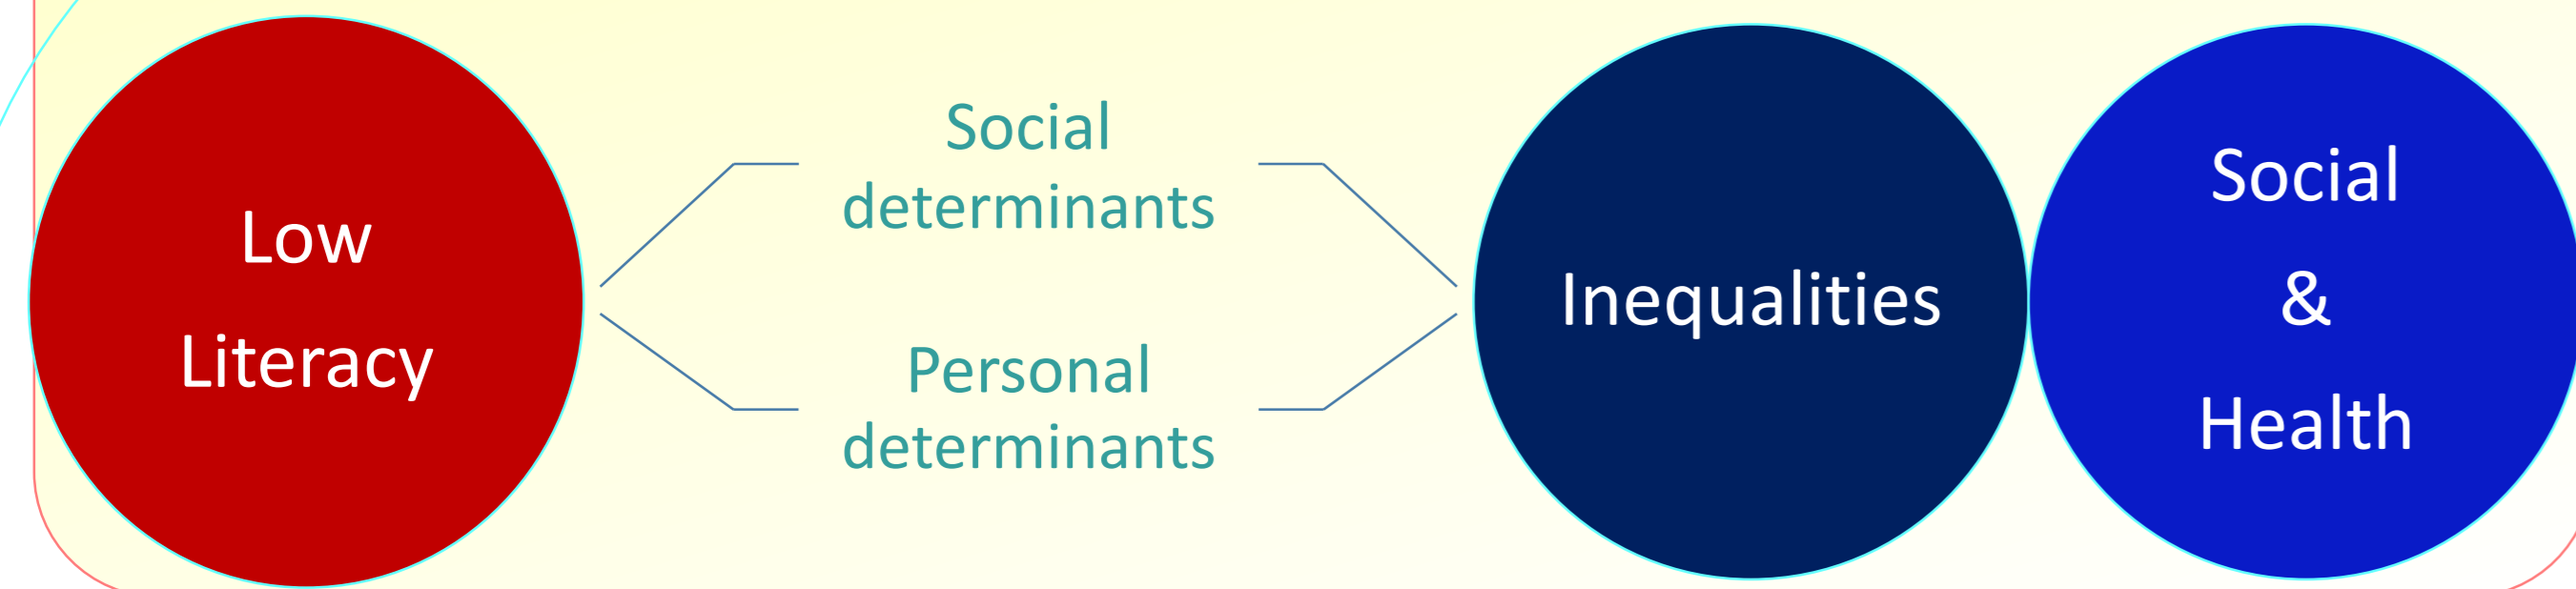 Low
Literacy
Social
determinants
Personal
determinants
Inequalities
Social
&
Health